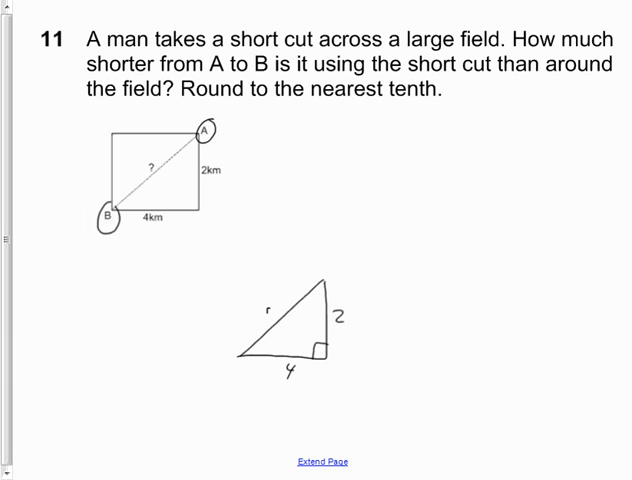 11 A man takes a short cut across a large field. How much
shorter from A to B is it using the short cut than around
the field? Round to the nearest tenth.
A
?
2km
B
4km
r
2
4
Extend Page